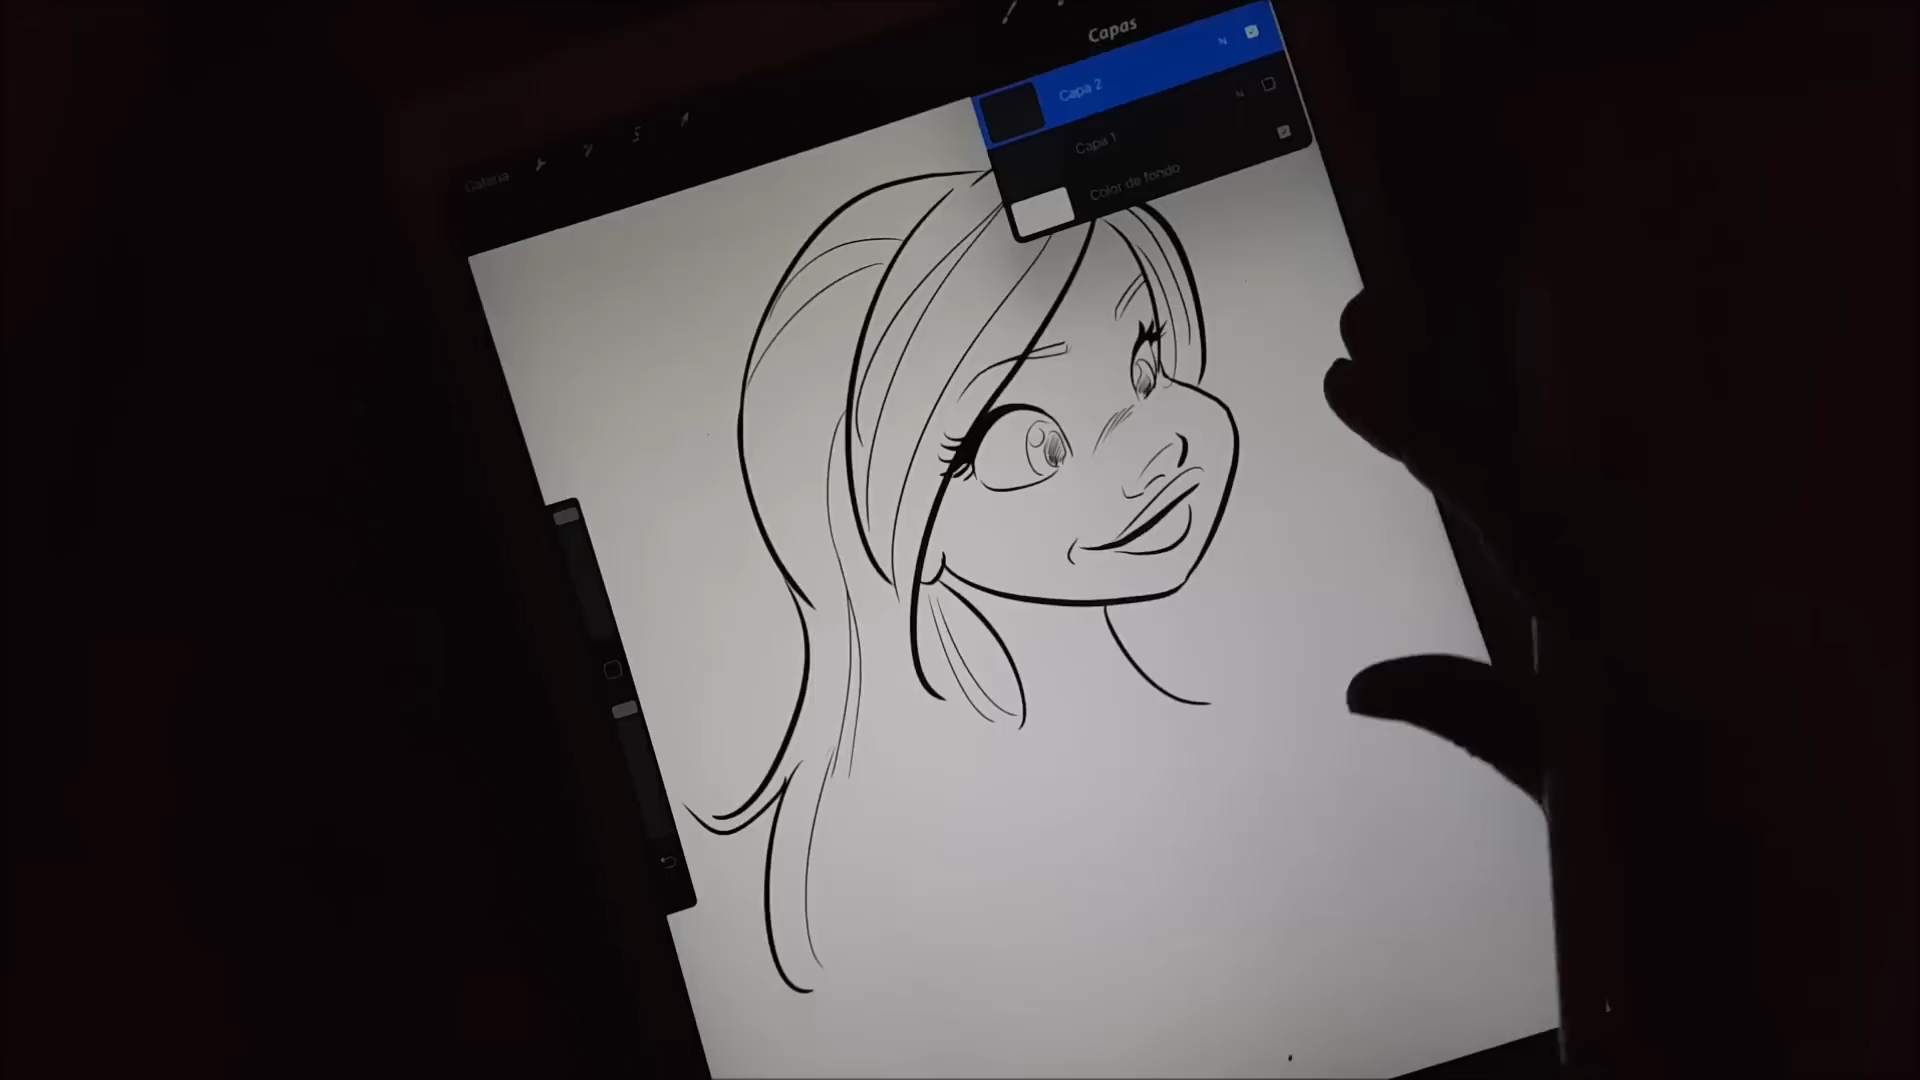 Capas
Galería
Capa 2
N
Capa 1
N
Color de fondo